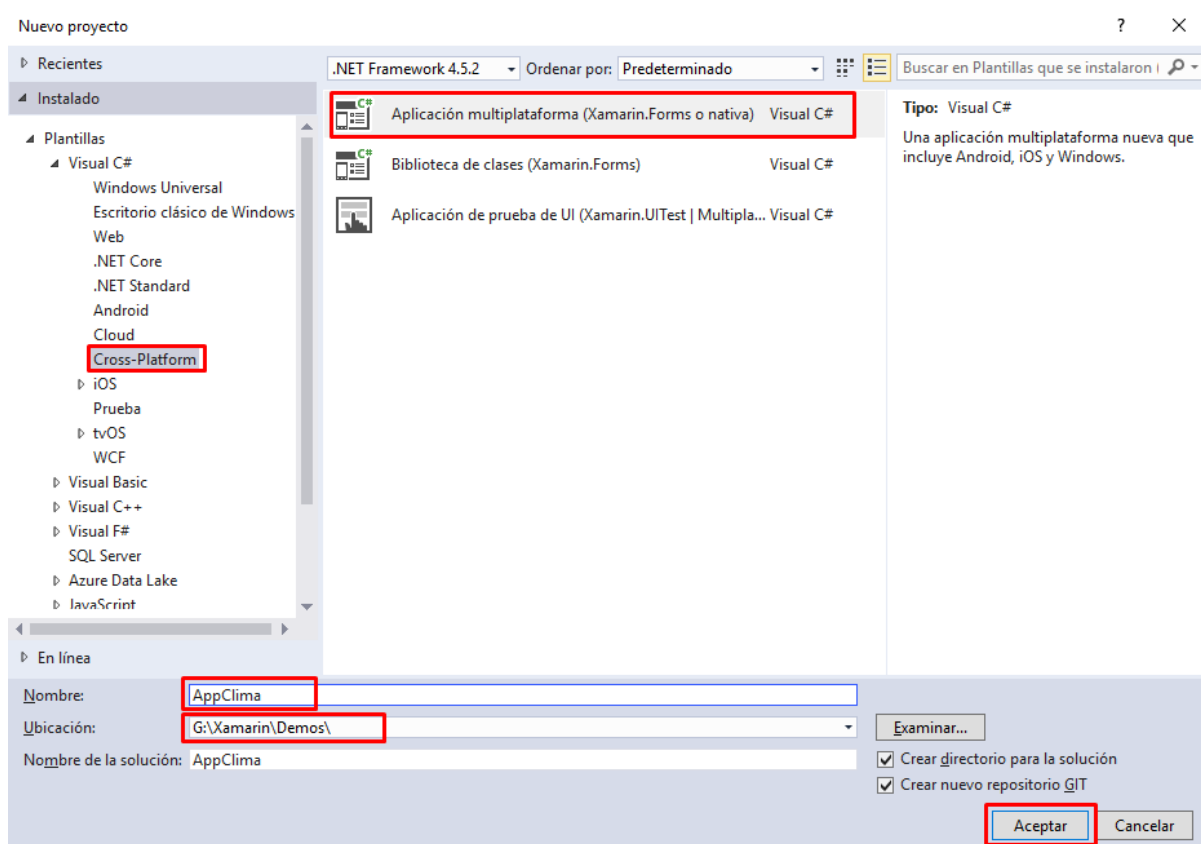 Nuevo proyecto
?
Recientes
.NET Framework 4.5.2
Ordenar por:
Predeterminado
Buscar en Plantillas que se instalaron
Instalado
Plantillas
Visual C#
Windows Universal
Escritorio clásico de Windows
Web
.NET Core
.NET Standard
Android
Cloud
Cross-Platform
iOS
Prueba
tvOS
WCF
Visual Basic
Visual C++
Visual F#
SQL Server
Azure Data Lake
JavaScript
En línea
C# Aplicación multiplataforma (Xamarin.Forms o nativa) Visual C#
C# Biblioteca de clases (Xamarin.Forms) Visual C#
Aplicación de prueba de UI (Xamarin.UITest | Multipla... Visual C#
Tipo: Visual C#
Una aplicación multiplataforma nueva que
incluye Android, iOS y Windows.
Nombre: AppClima
Ubicación: G:\Xamarin\Demos\
Examinar...
Nombre de la solución: AppClima
Crear directorio para la solución
Crear nuevo repositorio GIT
Aceptar
Cancelar